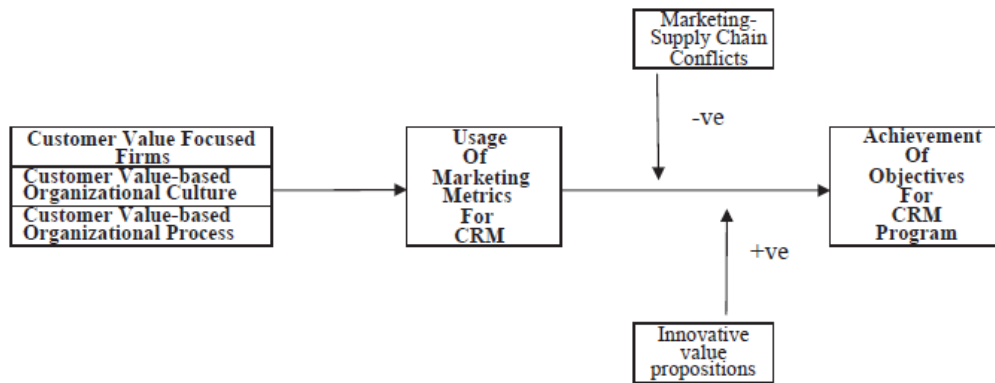 Marketing-
Supply Chain
Conflicts
-ve
Customer Value Focused
Firms
Customer Value-based
Organizational Culture
Customer Value-based
Organizational Process
Usage
Of
Marketing
Metrics
For
CRM
Achievement
Of
Objectives
For
CRM
Program
+ve
Innovative
value
propositions